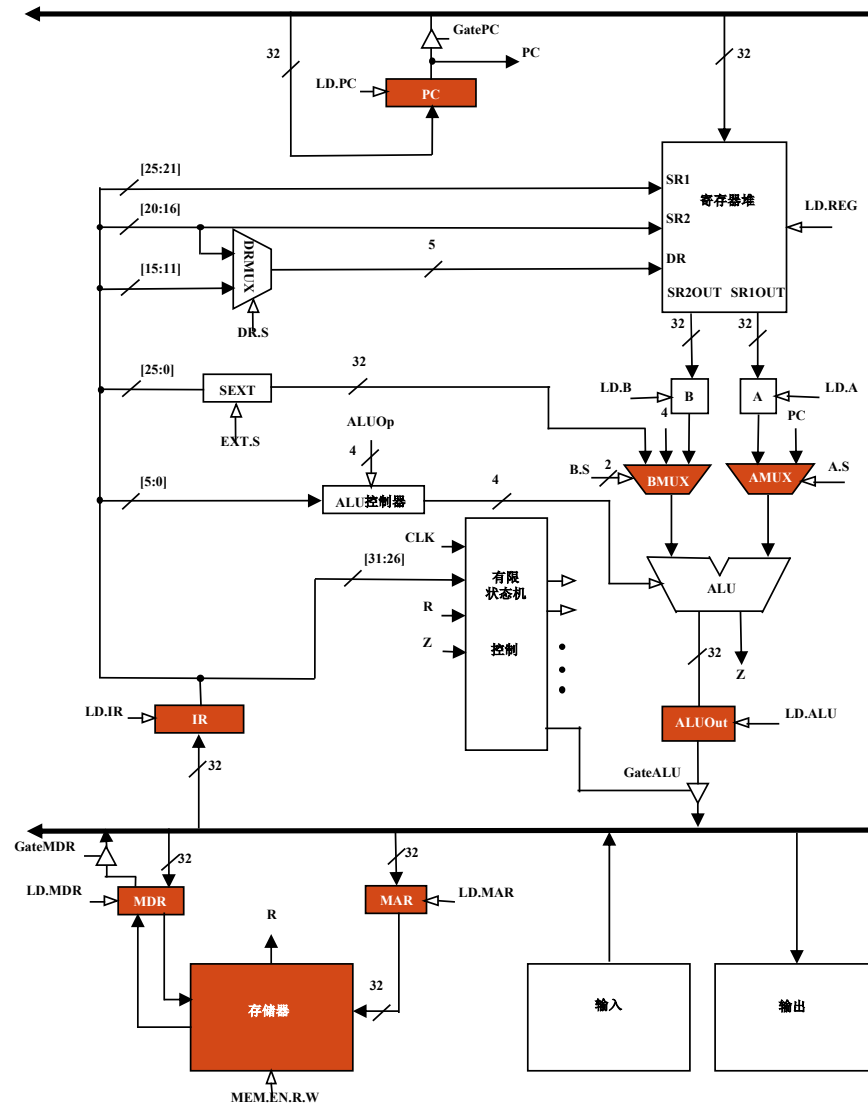 GatePC
32
PC
32
LD.PC
PC
[25:21]
SR1
寄存器堆
[20:16]
SR2
LD.REG
DRMUX
5
DR
[15:11]
SR2OUT
SR1OUT
DR.S
32
32
[25:0]
SEXT
32
LD.B
B
A
LD.A
EXT.S
ALUOp
4
PC
4
B.S
2
BMUX
AMUX
A.S
[5:0]
ALU控制器
4
CLK
[31:26]
有限
状态机
ALU
R
Z
控制
32
Z
LD.IR
IR
ALUOut
LD.ALU
32
GateALU
GateMDR
32
32
LD.MDR
MDR
MAR
LD.MAR
R
存储器
32
输入
输出
MEM.EN.R.W